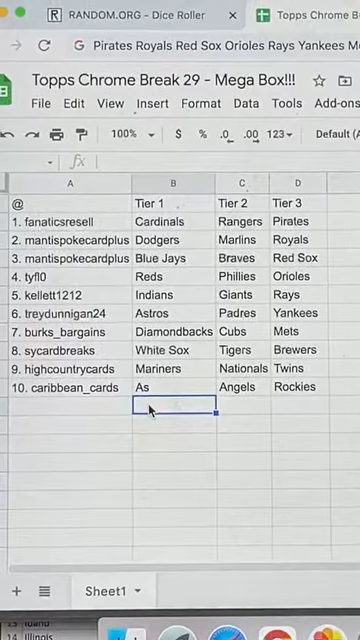 RANDOM.ORG - Dice Roller × Topps Chrome B
Pirates Royals Red Sox Orioles Rays Yankees M
Topps Chrome Break 29 - Mega Box!!!
File Edit View Insert Format Data Tools Add-ons
100% $ % .0 .00 123 Default (A
fx
A B C D
@ Tier 1 Tier 2 Tier 3
1. fanaticsresell Cardinals Rangers Pirates
2. mantispokecardplus Dodgers Marlins Royals
3. mantispokecardplus Blue Jays Braves Red Sox
4. tyfl0 Reds Phillies Orioles
5. kellett1212 Indians Giants Rays
6. treydunnigan24 Astros Padres Yankees
7. burks_bargains Diamondbacks Cubs Mets
8. sycardbreaks White Sox Tigers Brewers
9. highcountrycards Mariners Nationals Twins
10. caribbean_cards As Angels Rockies
+ Sheet1
13 Idaho
14 Illinois